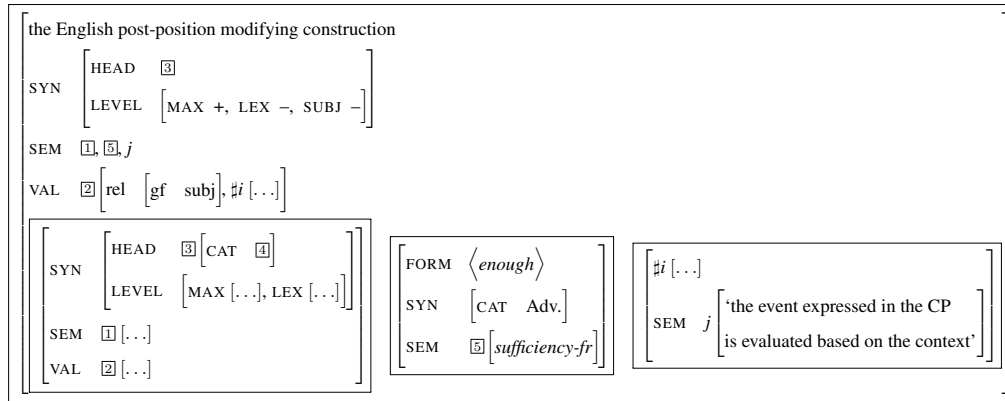 the English post-position modifying construction
SYN [HEAD 3
LEVEL [MAX +, LEX –, SUBJ –]]
SEM 1, 5, j
VAL 2 [rel [gf subj], ♯i [...]]
SYN [HEAD 3 [CAT 4]
LEVEL [MAX [...], LEX [...]]]
SEM 1 [...]
VAL 2 [...]
FORM ⟨enough⟩
SYN [CAT Adv.]
SEM 5 [sufficiency-fr]
♯i [...]
SEM j ['the event expressed in the CP
is evaluated based on the context']